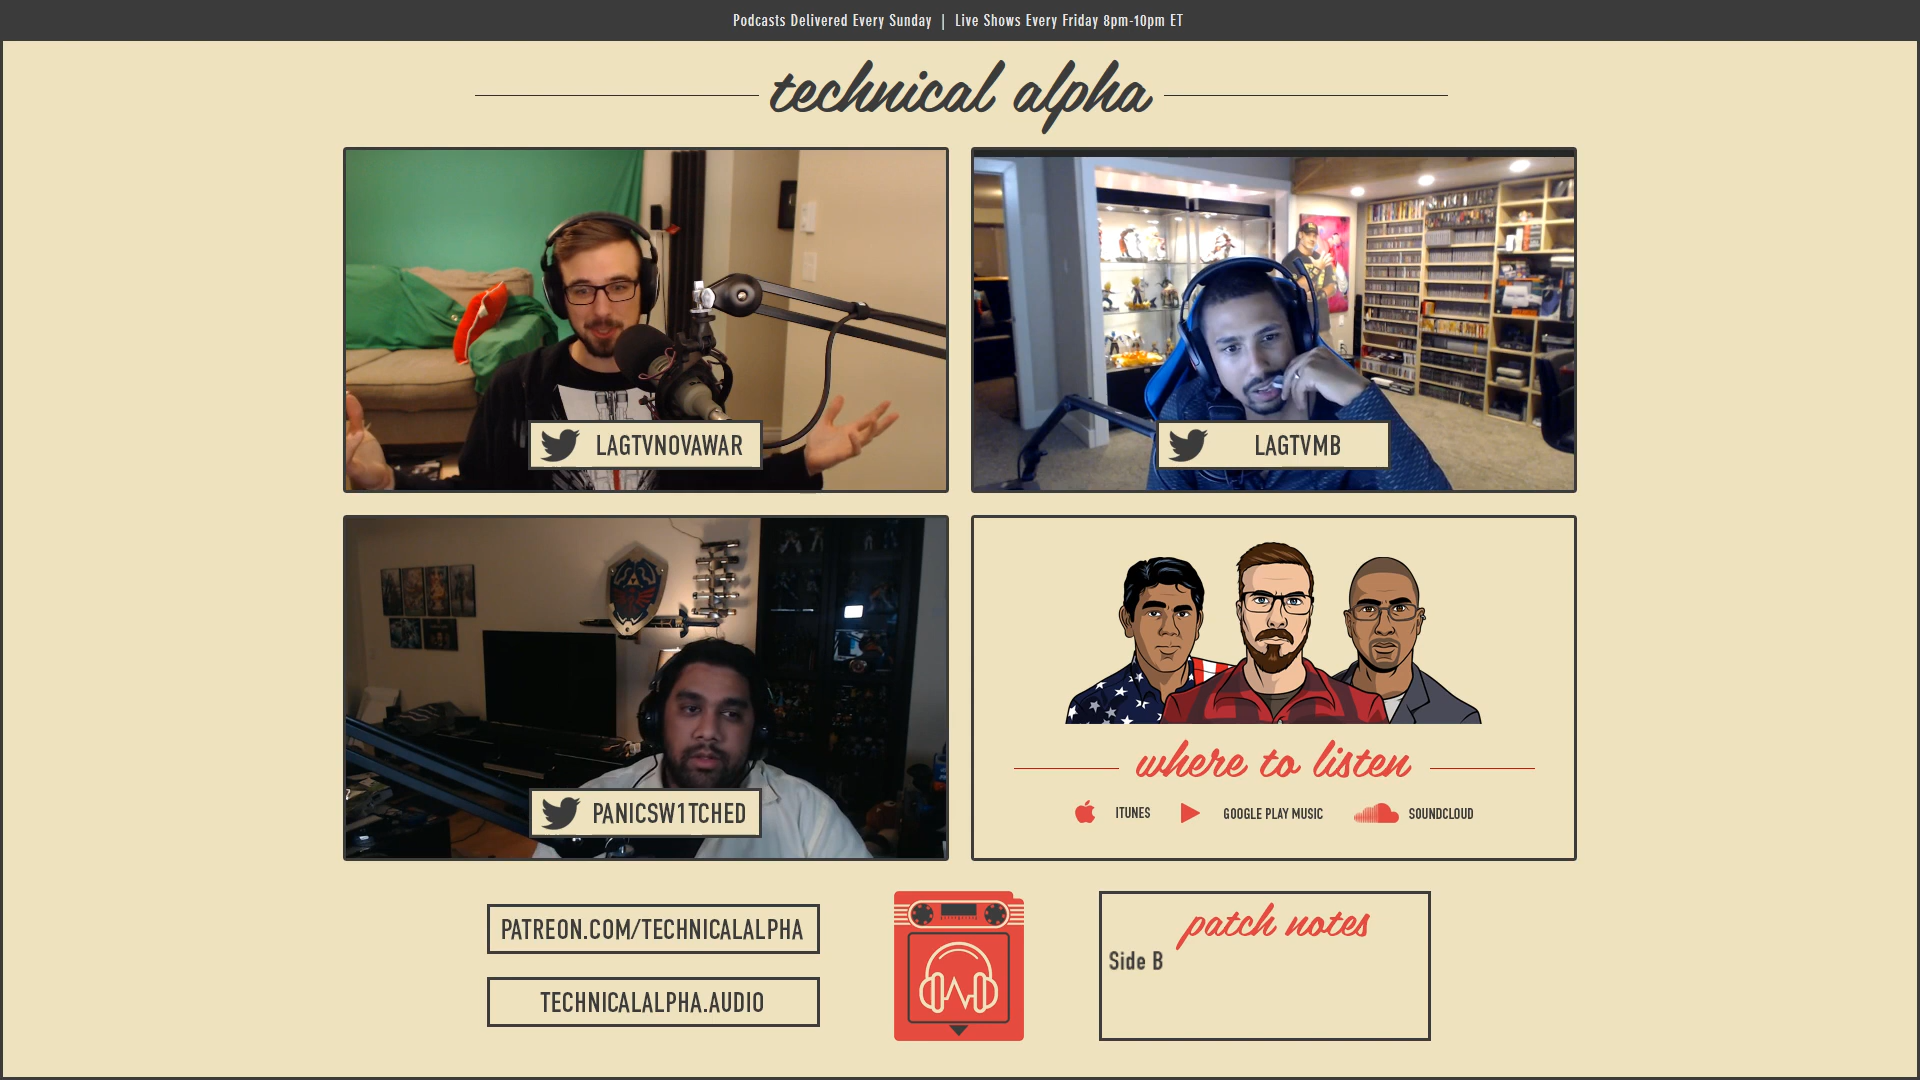 Podcasts Delivered Every Sunday | Live Shows Every Friday 8pm-10pm ET
technical alpha
LAGTVNOVAWAR
LAGTVMB
PANICSW1TCHED
where to listen
ITUNES
GOOGLE PLAY MUSIC
SOUNDCLOUD
PATREON.COM/TECHNICALALPHA
TECHNICALALPHA.AUDIO
patch notes
Side B